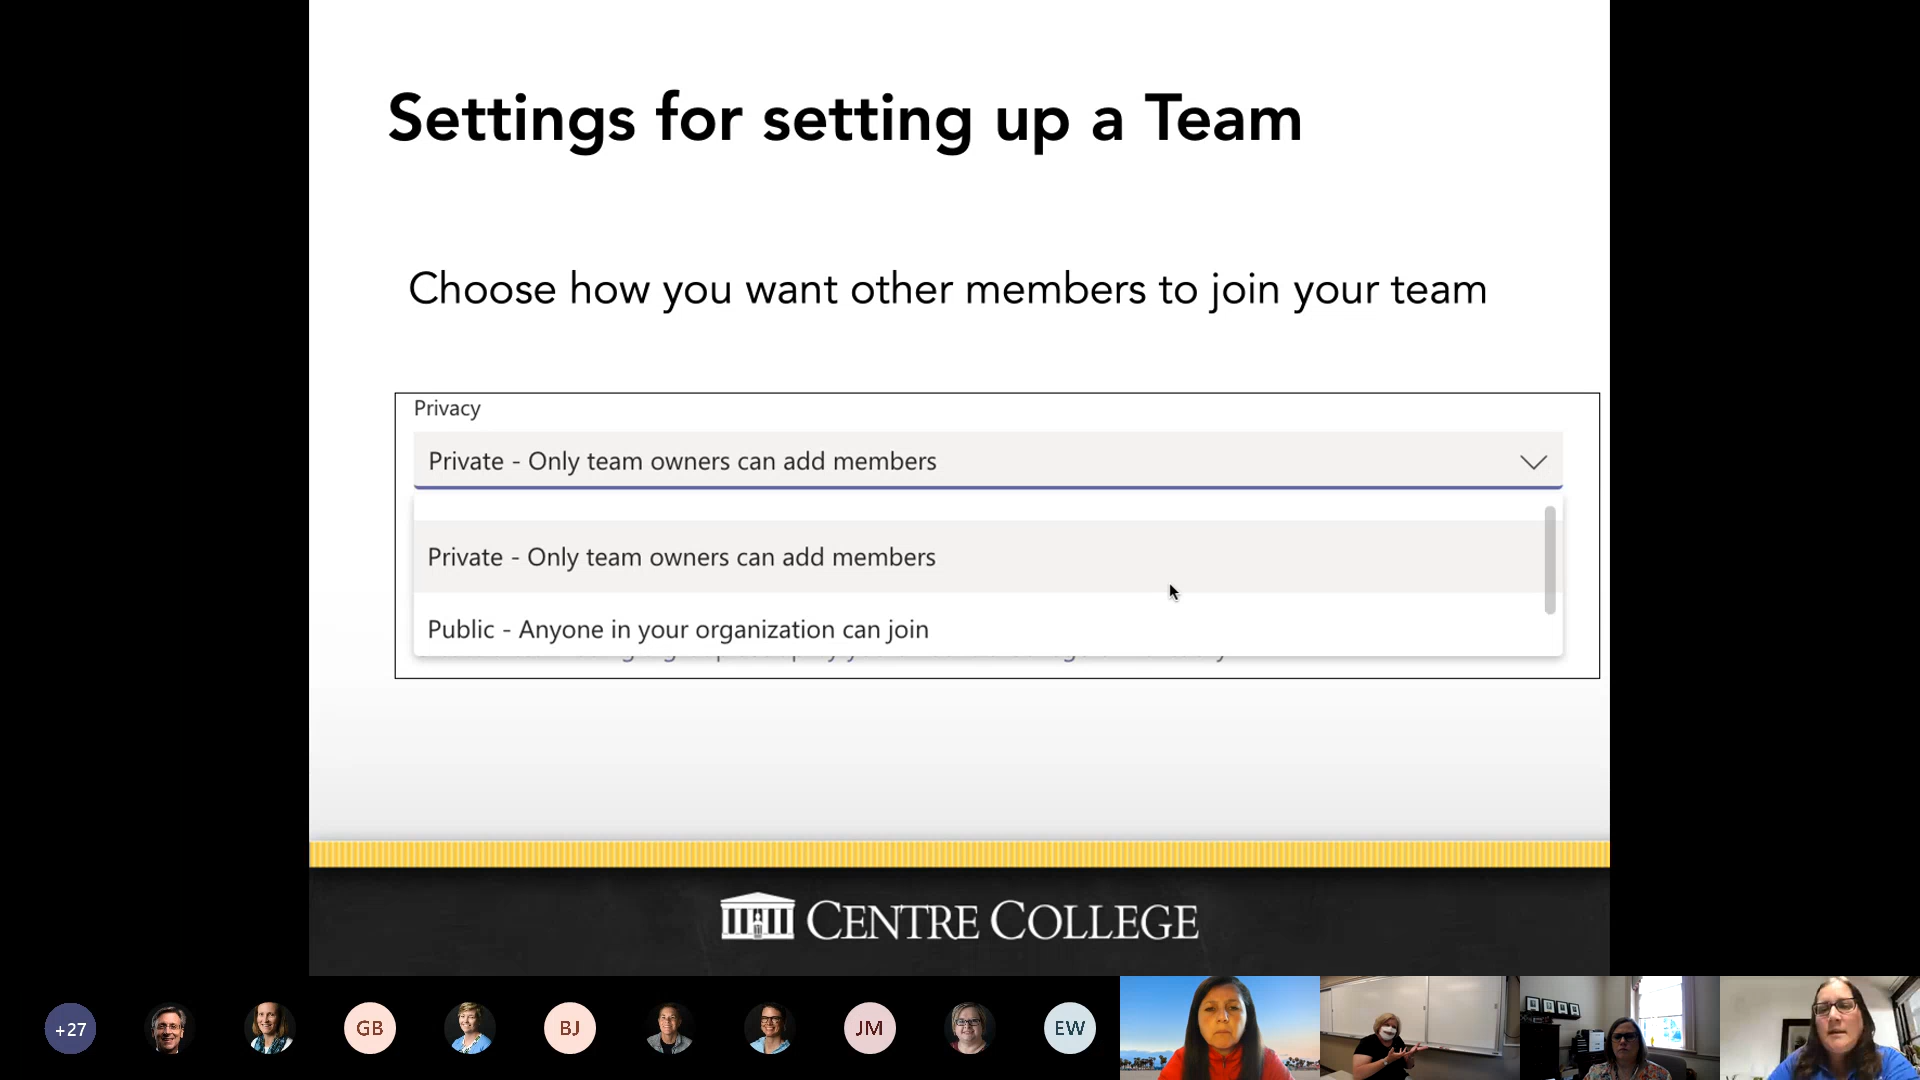 Settings for setting up a Team
Choose how you want other members to join your team
Privacy
Private - Only team owners can add members
Private - Only team owners can add members
Public - Anyone in your organization can join
CENTRE COLLEGE
+27
GB
BJ
JM
EW